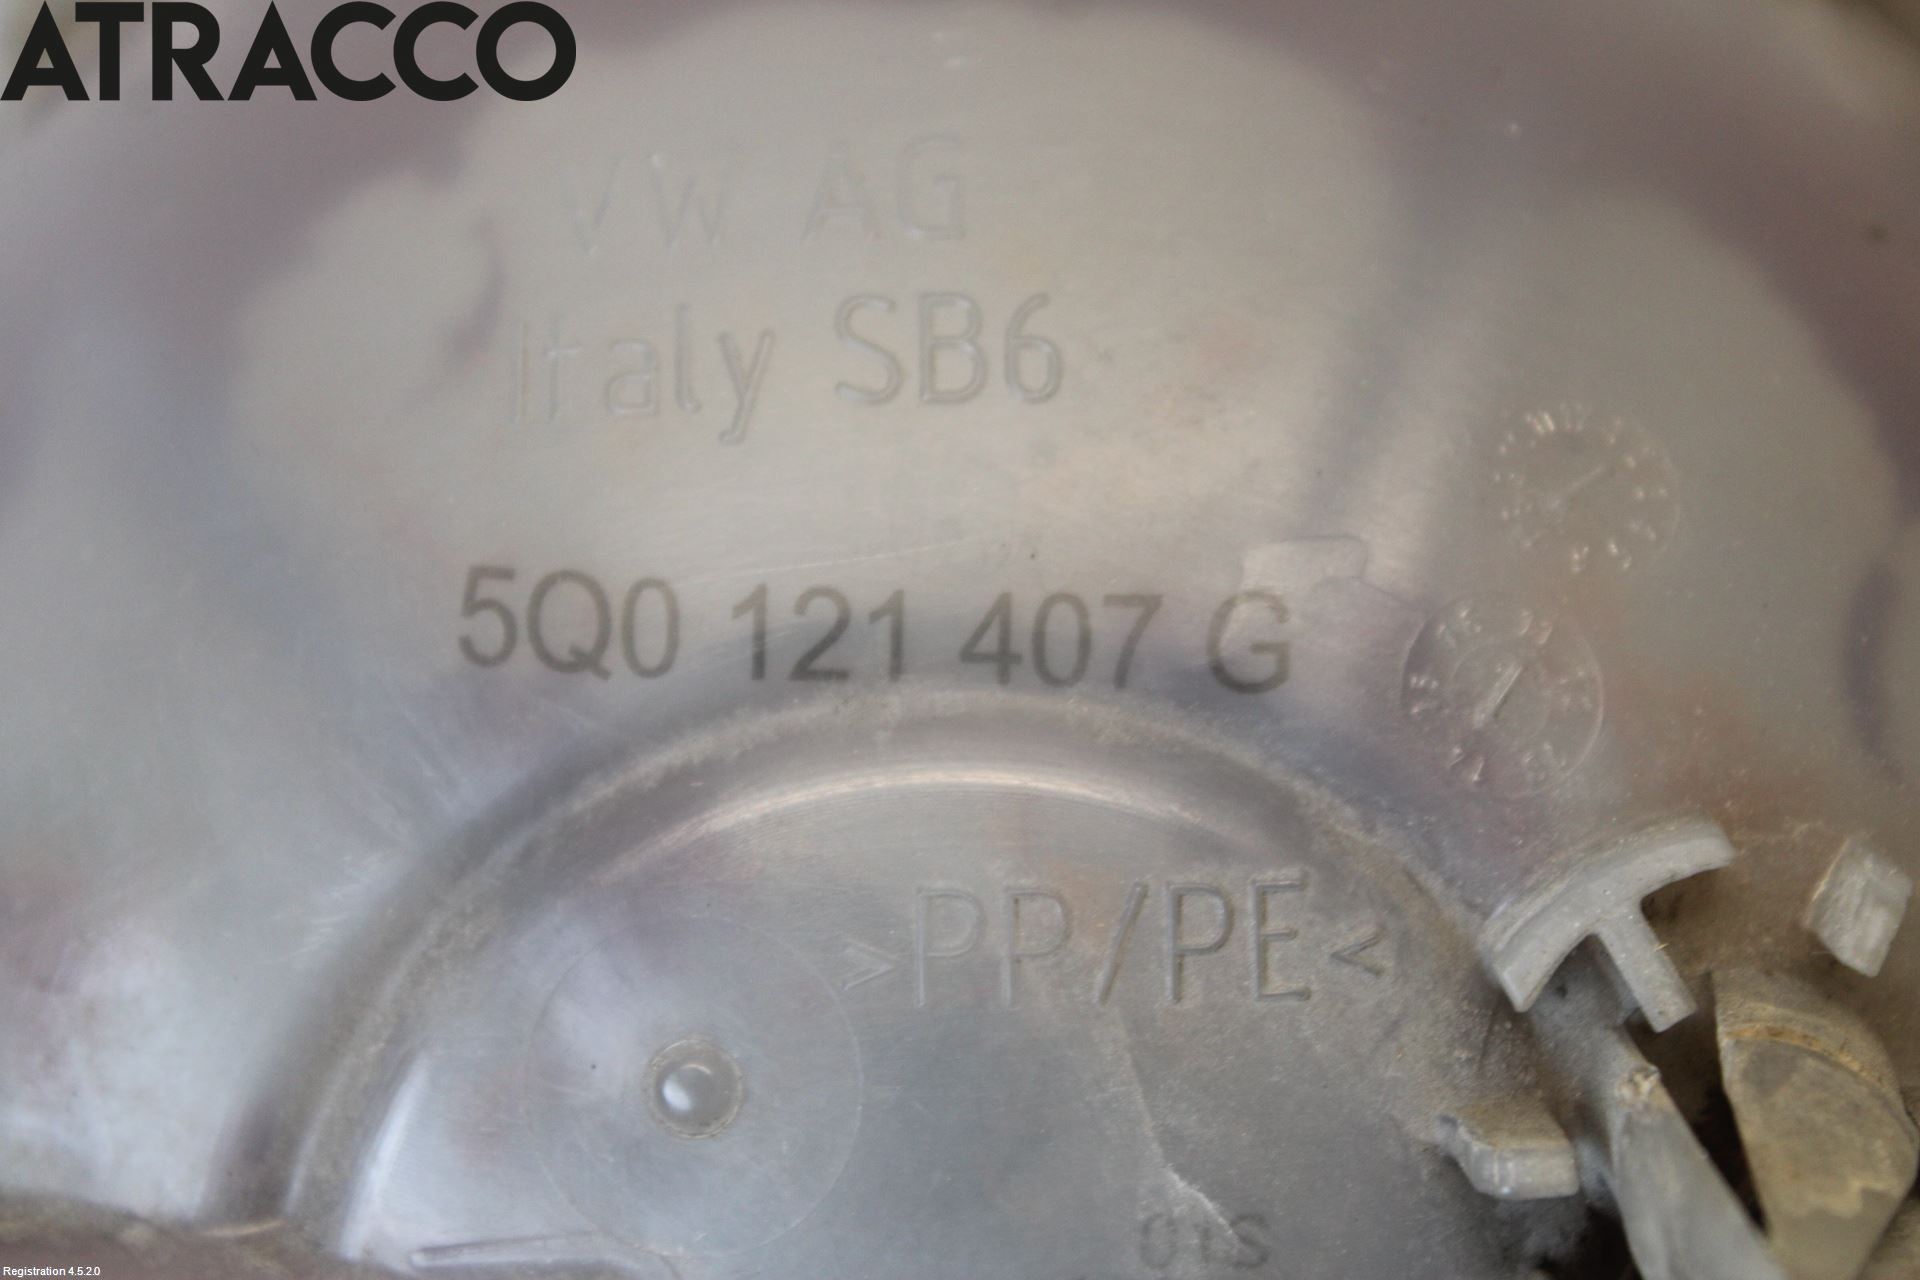 ATRACCO
VW AG
Italy SB6
5Q0 121 407 G
>PP/PE<
Registration 4.5.2.0